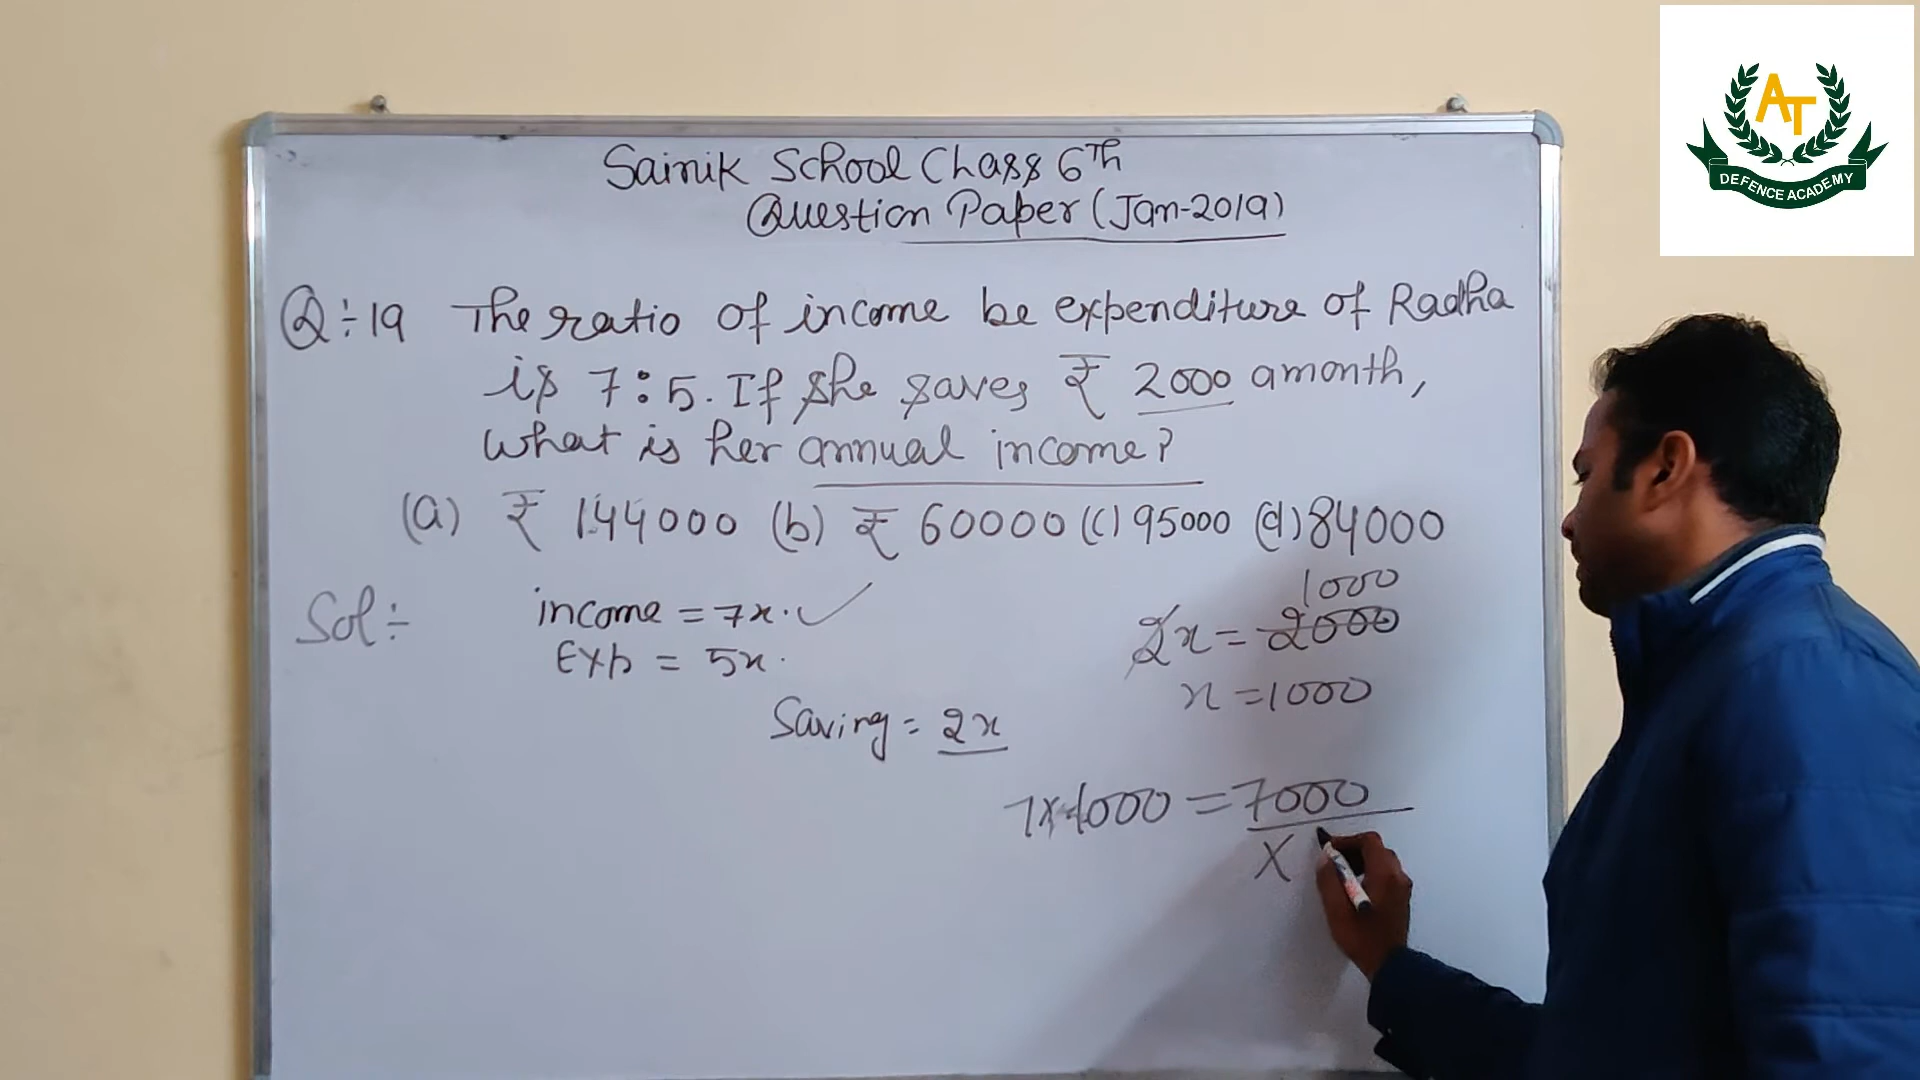 AT
DEFENCE ACADEMY
Sainik School Class 6Th
Question Paper (Jan-2019)
Q÷19 The ratio of income be expenditure of Radha
is 7:5. If she saves ₹ 2000 a month,
what is her annual income?
(a) ₹ 144000 (b) ₹ 60000 (c) 95000 (d) 84000
Sol÷
income = 7x.✓
Exp = 5x.
Saving = 2x
1000
2x = 2000
x = 1000
7x1000 = 7000
X